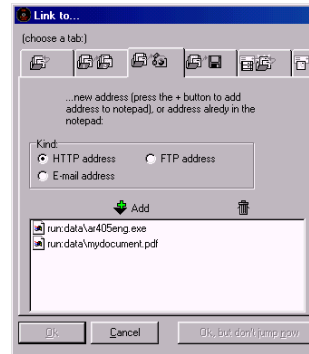 Link to...
(choose a tab:)
...new address (press the + button to add
address to notepad), or address alredy in the
notepad:
Kind:
HTTP address
FTP address
E-mail address
Add
run:data\ar405eng.exe
run:data\mydocument.pdf
Ok
Cancel
Ok, but don't jump now